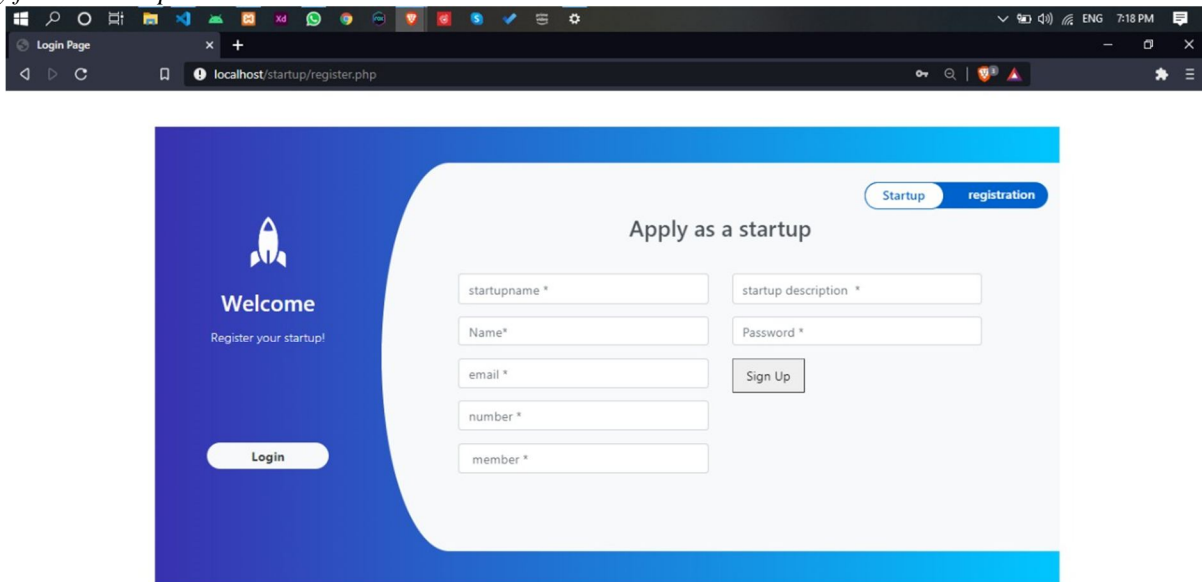 ENG 7:18 PM
Login Page
localhost/startup/register.php
Startup registration
Apply as a startup
Welcome
Register your startup!
Login
startupname *
Name*
email *
number *
member *
startup description *
Password *
Sign Up